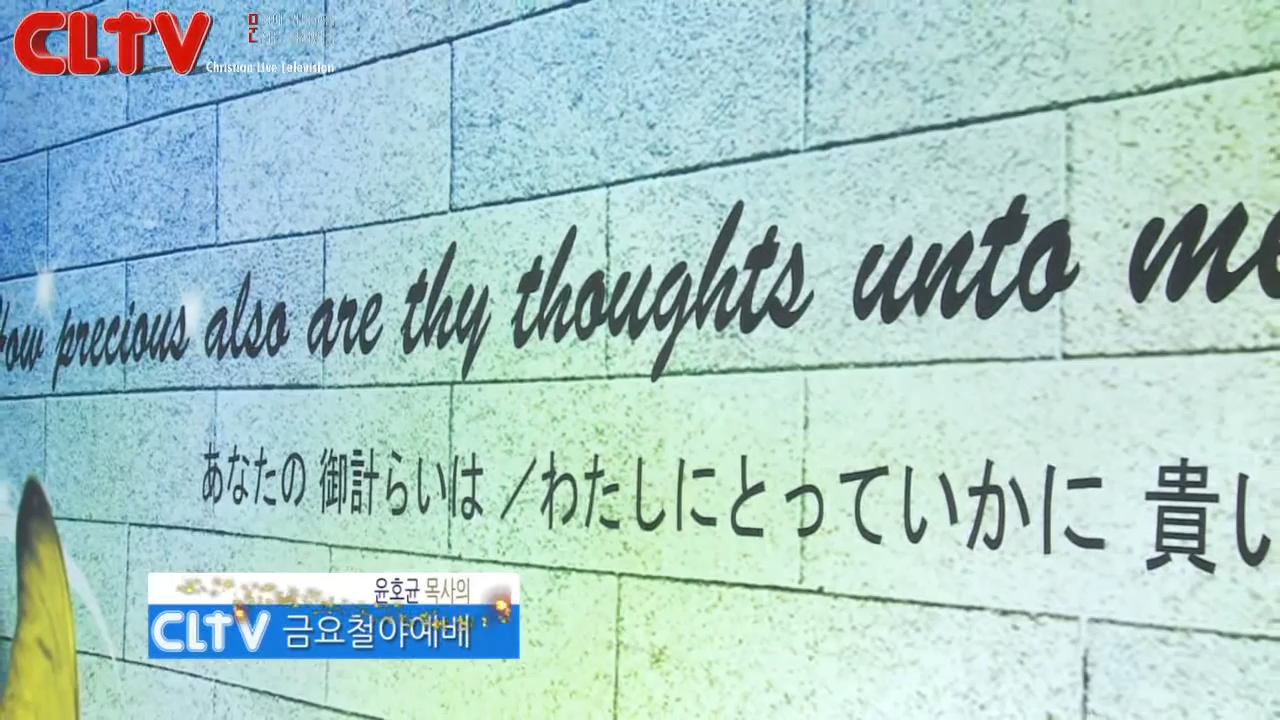 CLTV
Christian Live Television
How precious also are thy thoughts unto me
あなたの 御計らいは /わたしにとっていかに 貴い
윤호균 목사의
CLTV 금요철야예배